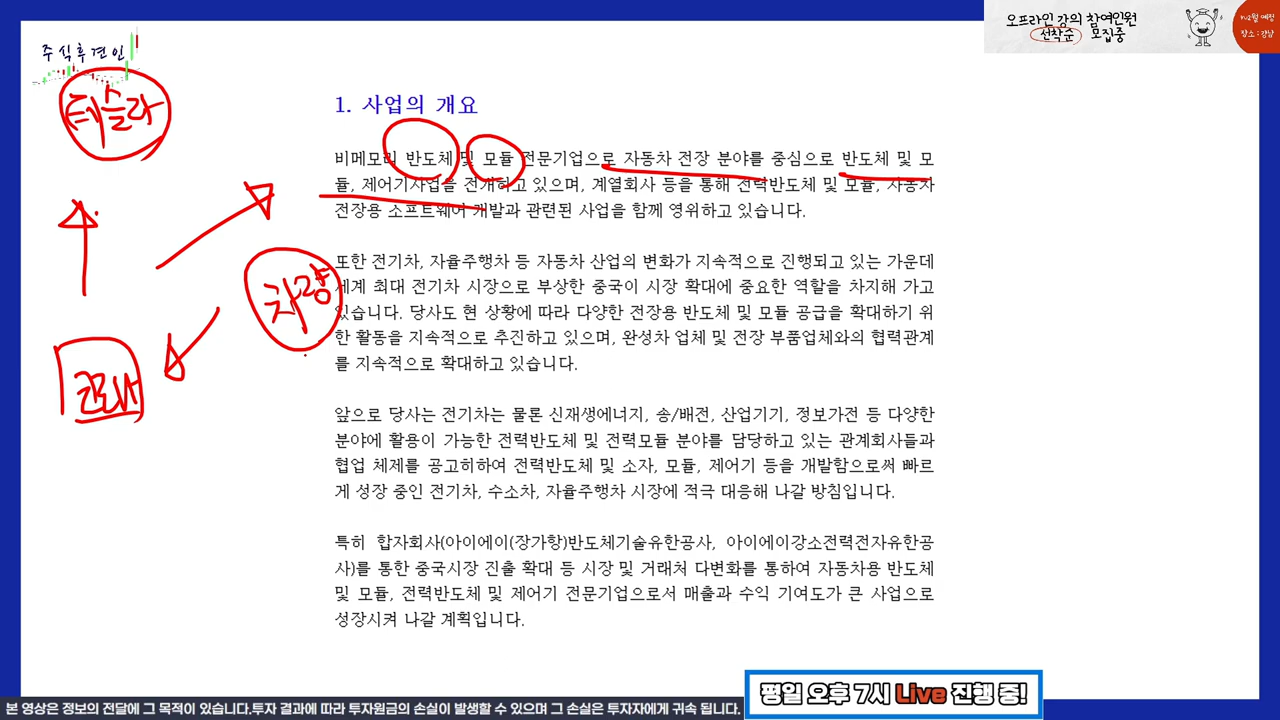 오프라인 강의 참여인원
선착순 모집중
11/12월 예정
장소 : 강남
주식후견인
테슬라
차량
코모사
1. 사업의 개요
비메모리 반도체 및 모듈 전문기업으로 자동차 전장 분야를 중심으로 반도체 및 모
듈, 제어기사업을 전개하고 있으며, 계열회사 등을 통해 전력반도체 및 모듈, 자동차
전장용 소프트웨어 개발과 관련된 사업을 함께 영위하고 있습니다.
또한 전기차, 자율주행차 등 자동차 산업의 변화가 지속적으로 진행되고 있는 가운데
세계 최대 전기차 시장으로 부상한 중국이 시장 확대에 중요한 역할을 차지해 가고
있습니다. 당사도 현 상황에 따라 다양한 전장용 반도체 및 모듈 공급을 확대하기 위
한 활동을 지속적으로 추진하고 있으며, 완성차 업체 및 전장 부품업체와의 협력관계
를 지속적으로 확대하고 있습니다.
앞으로 당사는 전기차는 물론 신재생에너지, 송/배전, 산업기기, 정보가전 등 다양한
분야에 활용이 가능한 전력반도체 및 전력모듈 분야를 담당하고 있는 관계회사들과
협업 체제를 공고히하여 전력반도체 및 소자, 모듈, 제어기 등을 개발함으로써 빠르
게 성장 중인 전기차, 수소차, 자율주행차 시장에 적극 대응해 나갈 방침입니다.
특히 합자회사(아이에이(장가항)반도체기술유한공사, 아이에이강소전력전자유한공
사)를 통한 중국시장 진출 확대 등 시장 및 거래처 다변화를 통하여 자동차용 반도체
및 모듈, 전력반도체 및 제어기 전문기업으로서 매출과 수익 기여도가 큰 사업으로
성장시켜 나갈 계획입니다.
평일 오후 7시 Live 진행 중!
본 영상은 정보의 전달에 그 목적이 있습니다.투자 결과에 따라 투자원금의 손실이 발생할 수 있으며 그 손실은 투자자에게 귀속 됩니다.